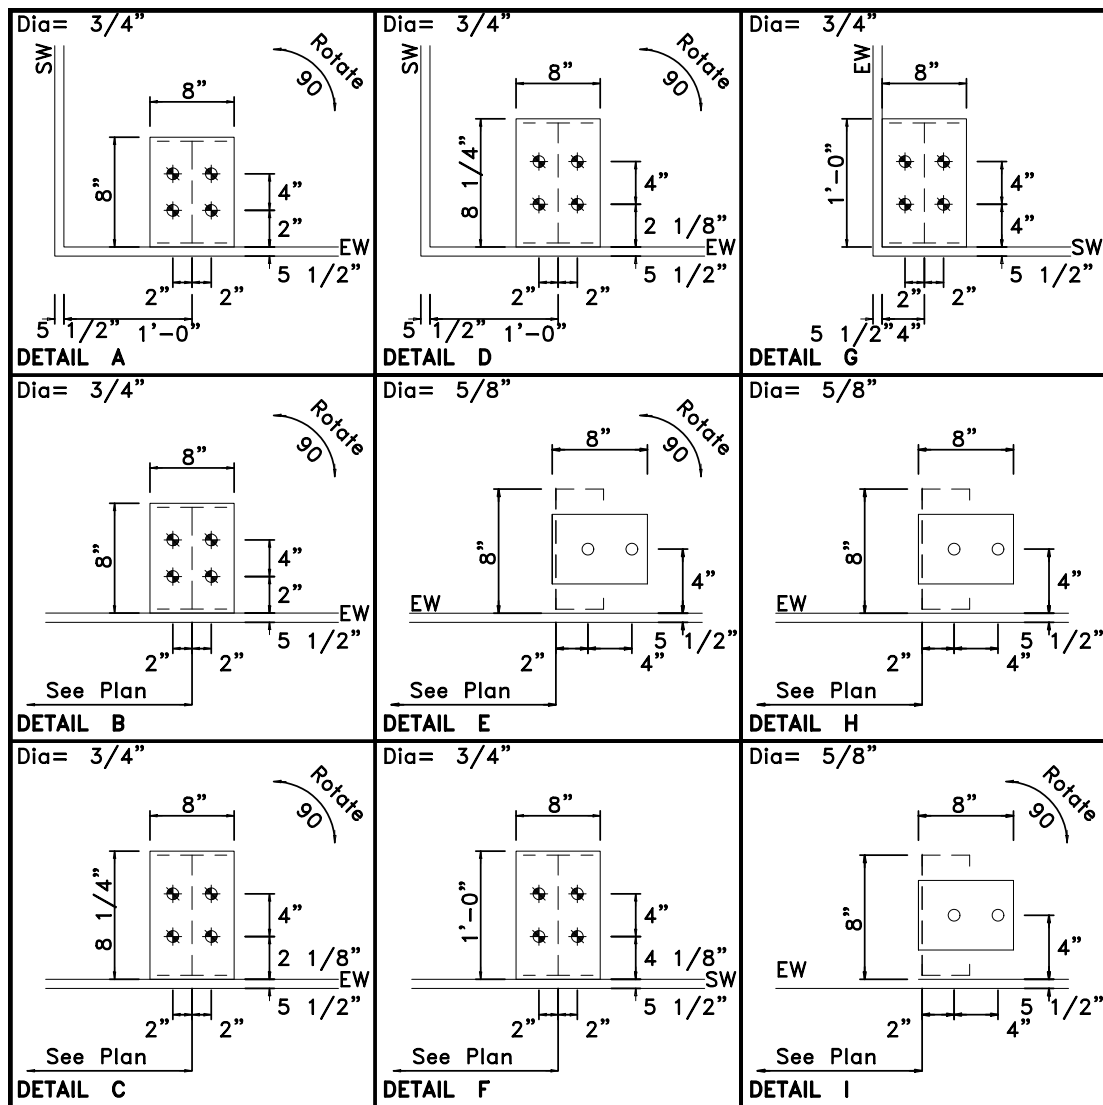 Dia= 3/4”
SW
Rotate
90
8”
8”
4”
2”
EW
5 1/2”
2” 2”
5 1/2” 1’-0”
DETAIL A
Dia= 3/4”
SW
Rotate
90
8”
8 1/4”
4”
2 1/8”
EW
5 1/2”
2” 2”
5 1/2” 1’-0”
DETAIL D
Dia= 3/4”
EW
8”
1’-0”
4”
4”
SW
5 1/2”
2” 2”
5 1/2” 4”
DETAIL G
Dia= 3/4”
Rotate
90
8”
8”
4”
2”
EW
5 1/2”
2” 2”
See Plan
DETAIL B
Dia= 5/8”
Rotate
90
8”
8”
4”
EW
5 1/2”
2” 4”
See Plan
DETAIL E
Dia= 5/8”
8”
8”
4”
EW
5 1/2”
2” 4”
See Plan
DETAIL H
Dia= 3/4”
Rotate
90
8”
8 1/4”
4”
2 1/8”
EW
5 1/2”
2” 2”
See Plan
DETAIL C
Dia= 3/4”
8”
1’-0”
4”
4 1/8”
SW
5 1/2”
2” 2”
See Plan
DETAIL F
Dia= 5/8”
Rotate
90
8”
8”
4”
EW
5 1/2”
2” 4”
See Plan
DETAIL I